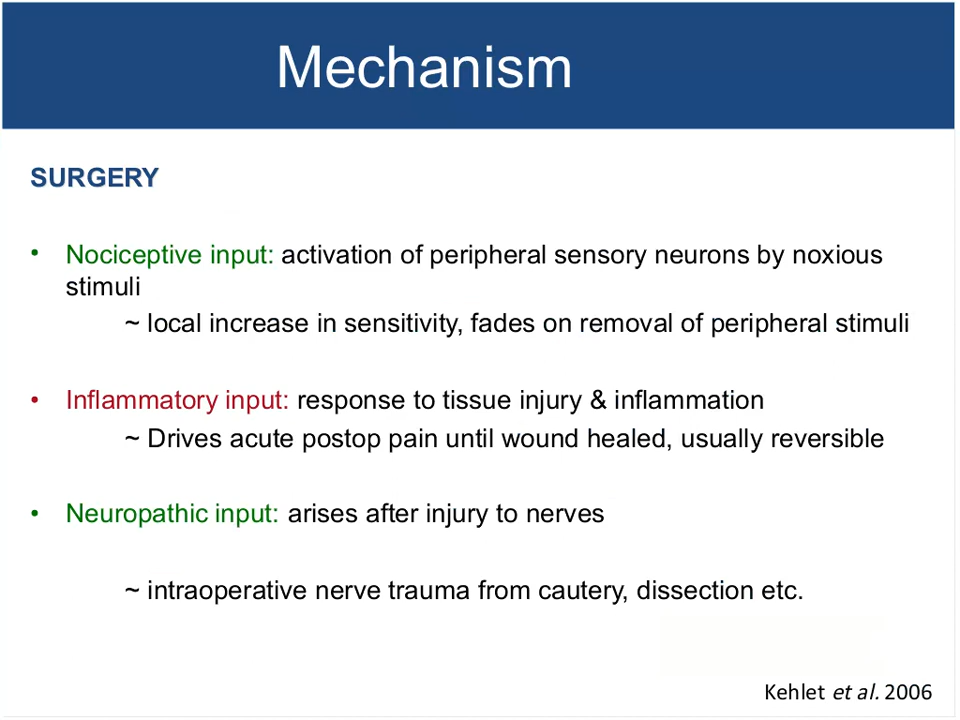 Mechanism
SURGERY
• Nociceptive input: activation of peripheral sensory neurons by noxious
stimuli
~ local increase in sensitivity, fades on removal of peripheral stimuli
• Inflammatory input: response to tissue injury & inflammation
~ Drives acute postop pain until wound healed, usually reversible
• Neuropathic input: arises after injury to nerves
~ intraoperative nerve trauma from cautery, dissection etc.
Kehlet et al. 2006